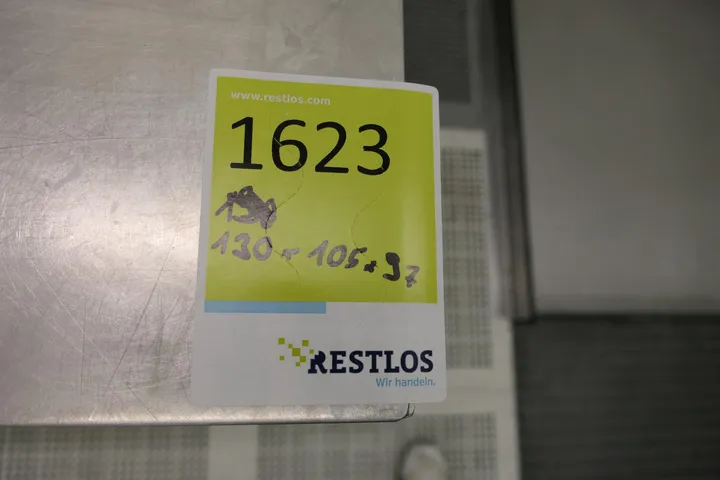 www.restlos.com
1623
130 x 105 x 97
RESTLOS
Wir handeln.